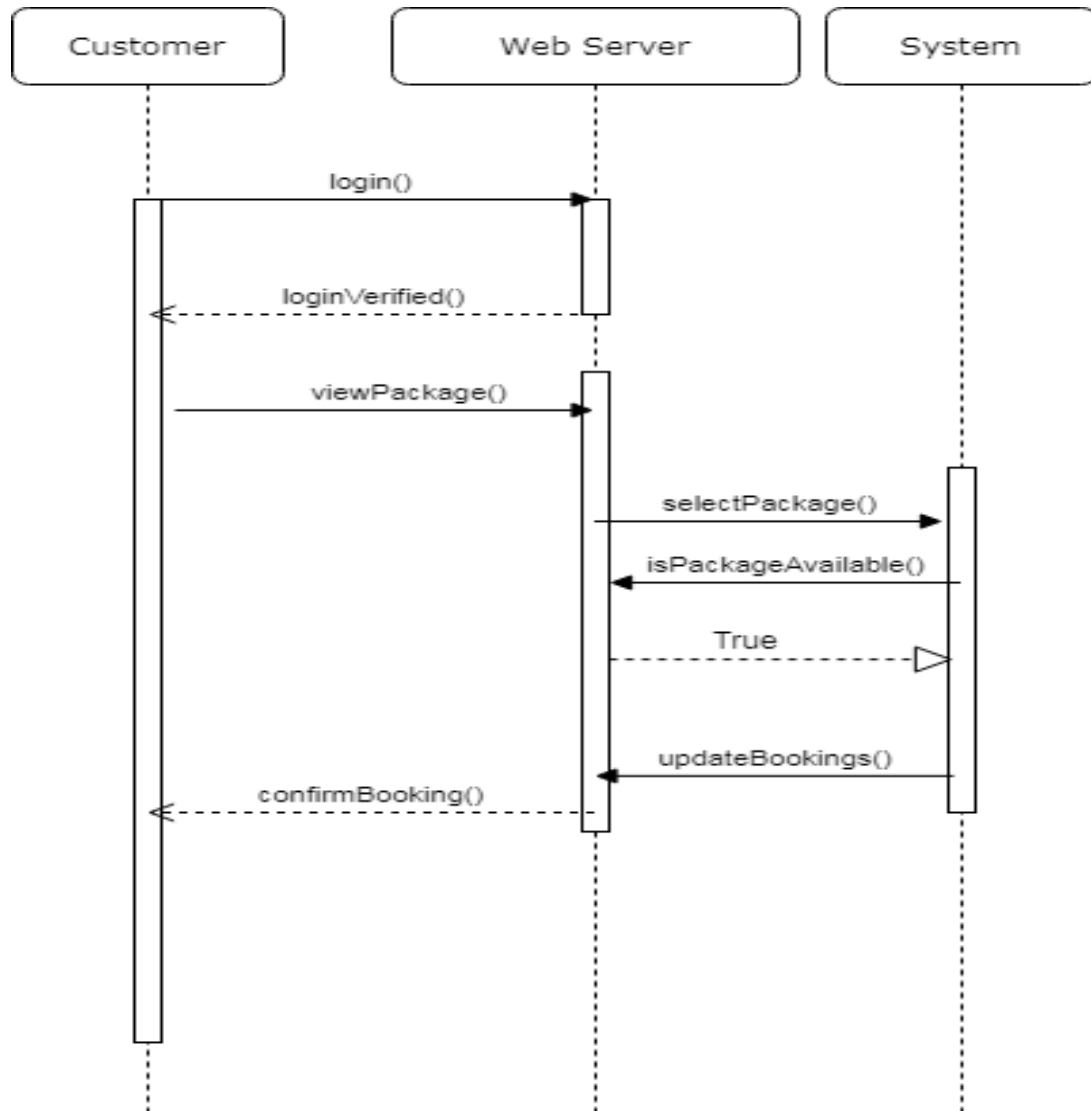 Customer
Web Server
System
login()
loginVerified()
viewPackage()
selectPackage()
isPackageAvailable()
True
updateBookings()
confirmBooking()